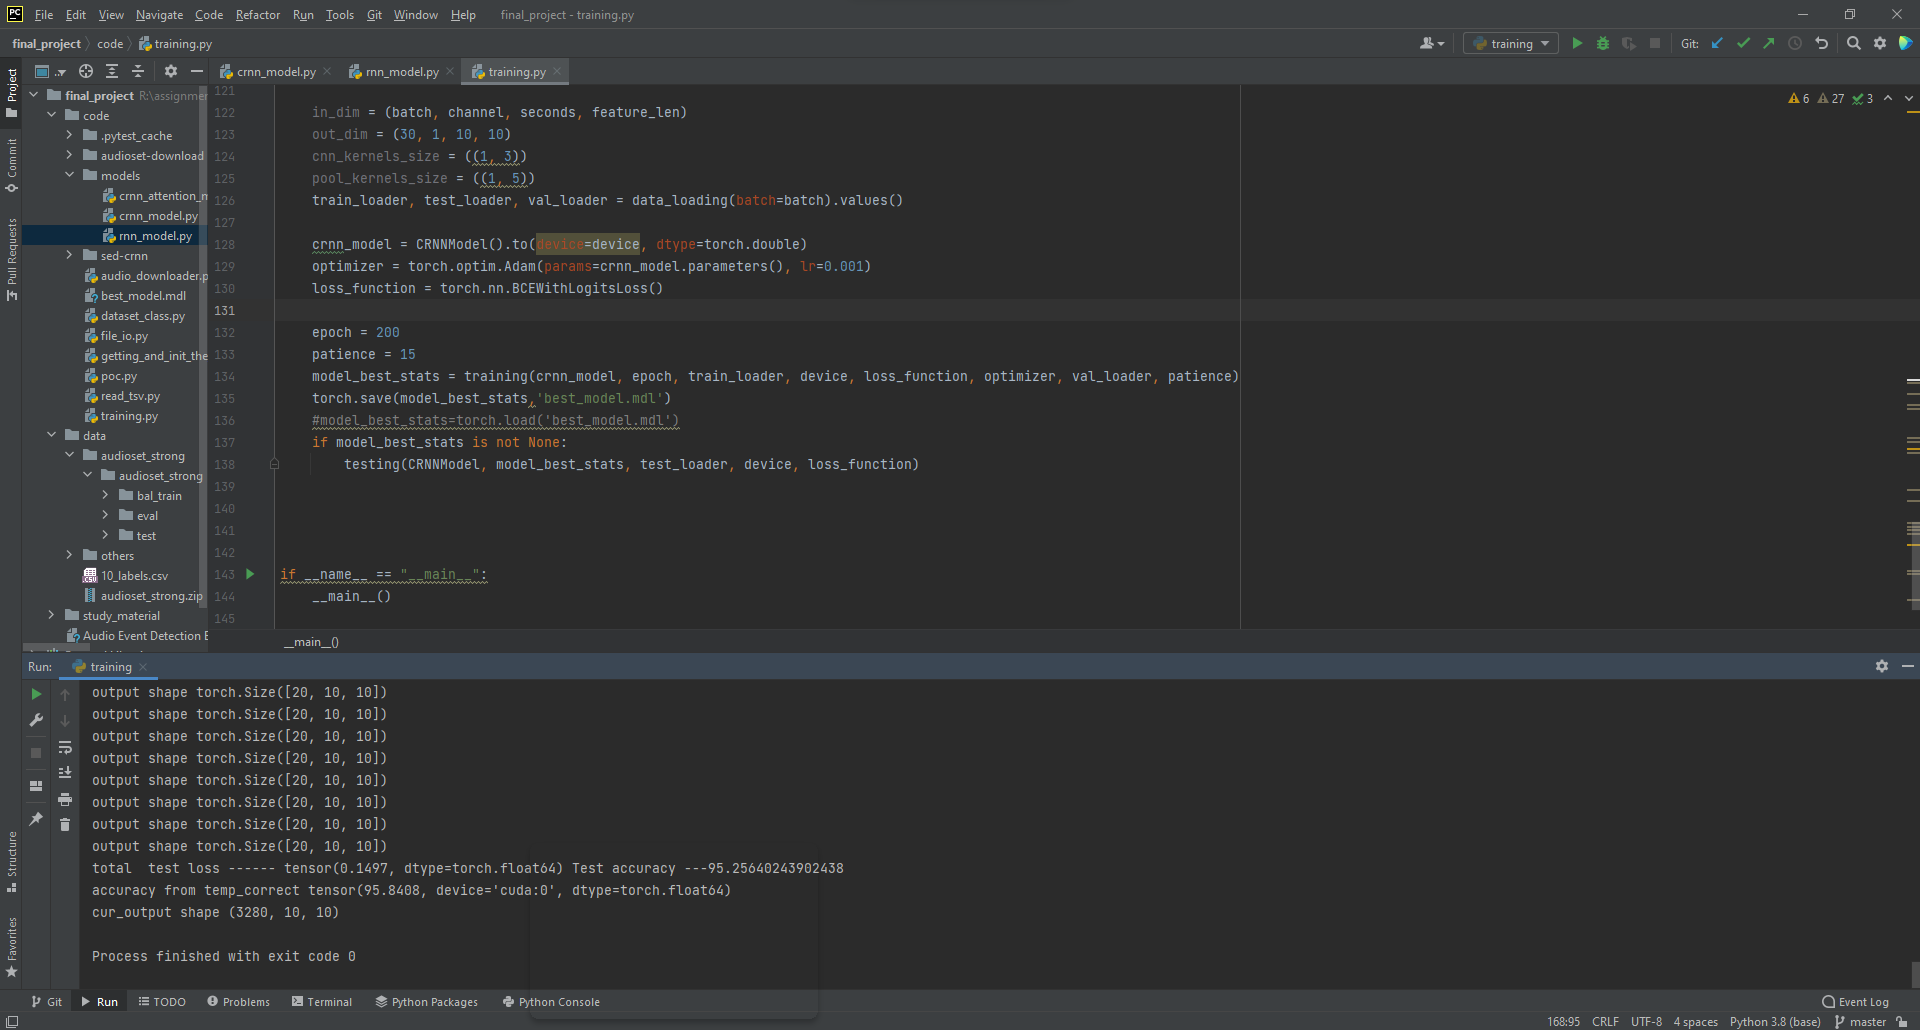 PC File Edit View Navigate Code Refactor Run Tools Git Window Help final_project - training.py
final_project code training.py training Git:
Project
Commit
Pull Requests
Structure
Favorites
crnn_model.py rnn_model.py training.py
final_project R:\assignmer
code
.pytest_cache
audioset-download
models
crnn_attention_m
crnn_model.py
rnn_model.py
sed-crnn
audio_downloader.p
best_model.mdl
dataset_class.py
file_io.py
getting_and_init_the
poc.py
read_tsv.py
training.py
data
audioset_strong
audioset_strong
bal_train
eval
test
others
10_labels.csv
audioset_strong.zip
study_material
Audio Event Detection E
6 27 3
121
122 in_dim = (batch, channel, seconds, feature_len)
123 out_dim = (30, 1, 10, 10)
124 cnn_kernels_size = ((1, 3))
125 pool_kernels_size = ((1, 5))
126 train_loader, test_loader, val_loader = data_loading(batch=batch).values()
127
128 crnn_model = CRNNModel().to(device=device, dtype=torch.double)
129 optimizer = torch.optim.Adam(params=crnn_model.parameters(), lr=0.001)
130 loss_function = torch.nn.BCEWithLogitsLoss()
131
132 epoch = 200
133 patience = 15
134 model_best_stats = training(crnn_model, epoch, train_loader, device, loss_function, optimizer, val_loader, patience)
135 torch.save(model_best_stats,'best_model.mdl')
136 #model_best_stats=torch.load('best_model.mdl')
137 if model_best_stats is not None:
138 testing(CRNNModel, model_best_stats, test_loader, device, loss_function)
139
140
141
142
143 if __name__ == "__main__":
144 __main__()
145
__main__()
Run: training
output shape torch.Size([20, 10, 10])
output shape torch.Size([20, 10, 10])
output shape torch.Size([20, 10, 10])
output shape torch.Size([20, 10, 10])
output shape torch.Size([20, 10, 10])
output shape torch.Size([20, 10, 10])
output shape torch.Size([20, 10, 10])
output shape torch.Size([20, 10, 10])
total  test loss ------ tensor(0.1497, dtype=torch.float64) Test accuracy ---95.25640243902438
accuracy from temp_correct tensor(95.8408, device='cuda:0', dtype=torch.float64)
cur_output shape (3280, 10, 10)
Process finished with exit code 0
Git Run TODO Problems Terminal Python Packages Python Console Event Log
168:95 CRLF UTF-8 4 spaces Python 3.8 (base) master